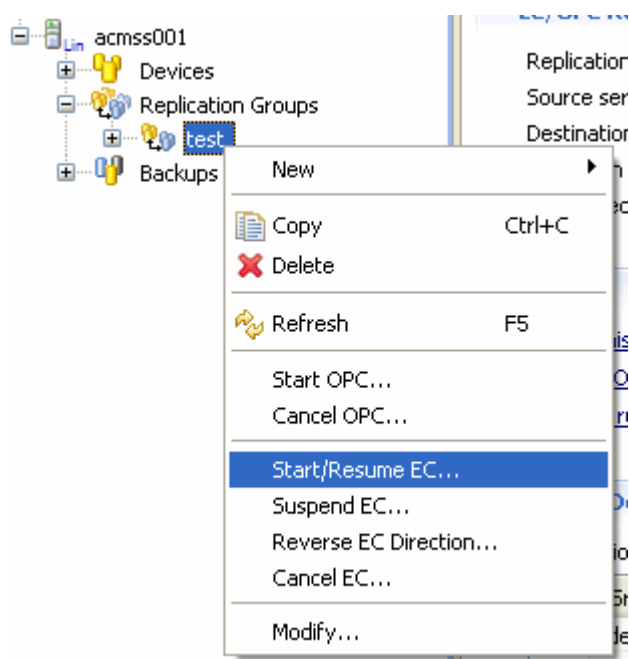 acmss001
Lin
Devices
Replication Groups
test
Backups
Replication
Source ser
Destination
New
Copy Ctrl+C
Delete
Refresh F5
Start OPC...
Cancel OPC...
Start/Resume EC...
Suspend EC...
Reverse EC Direction...
Cancel EC...
Modify...